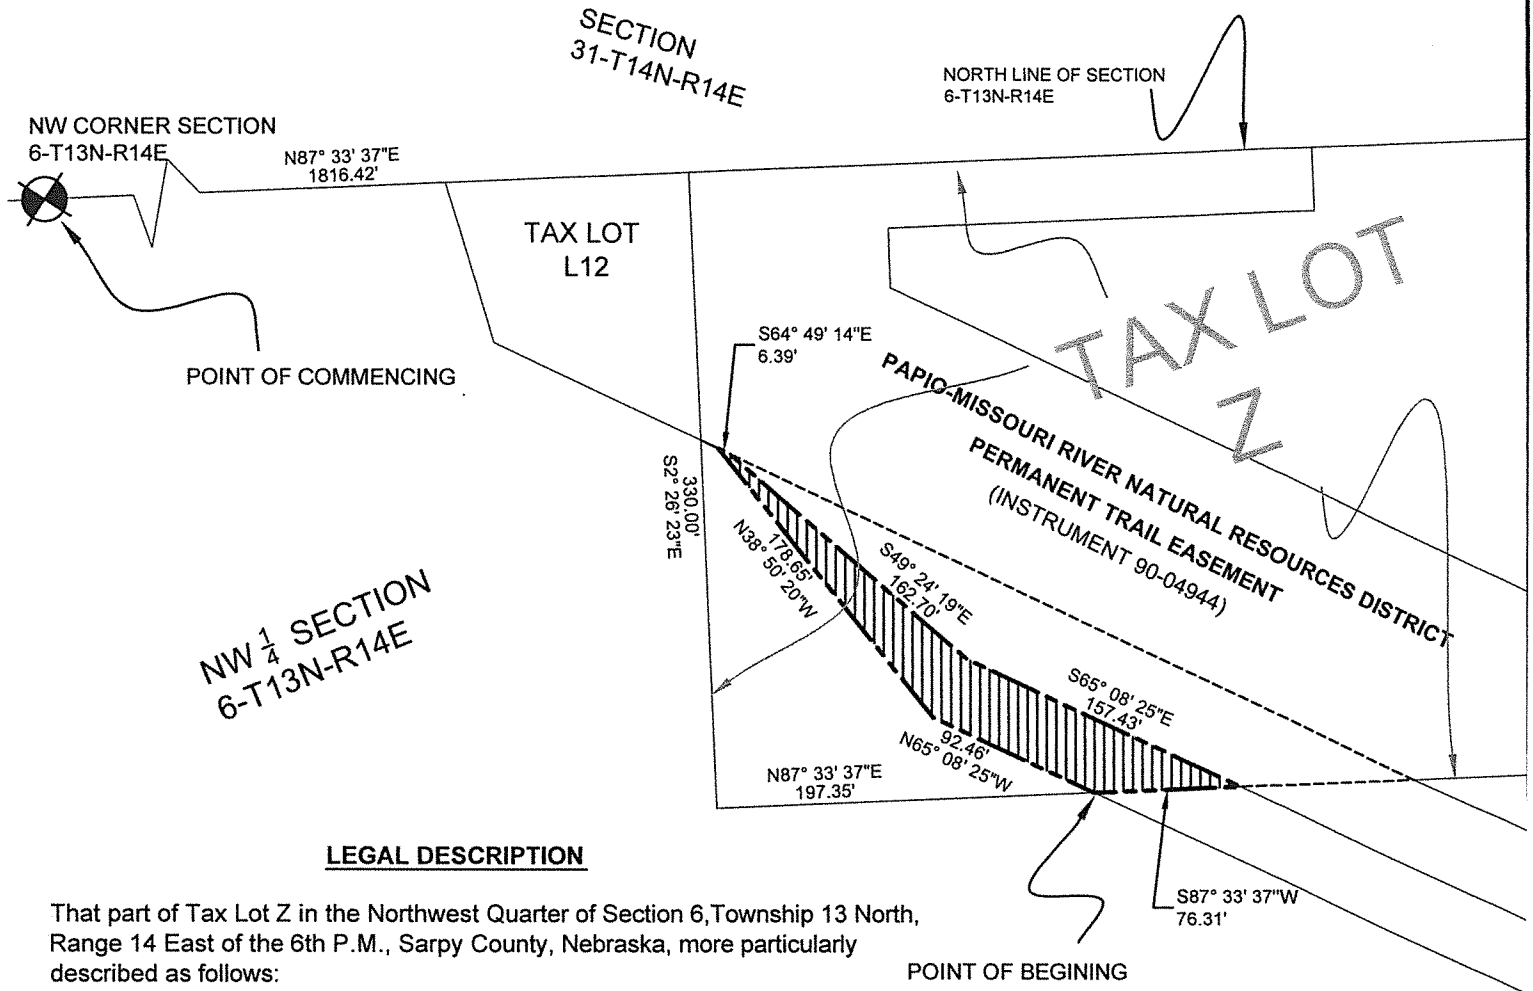 SECTION
31-T14N-R14E
NORTH LINE OF SECTION
6-T13N-R14E
NW CORNER SECTION
6-T13N-R14E
N87° 33' 37"E
1816.42'
TAX LOT
L12
TAX LOT
Z
POINT OF COMMENCING
S64° 49' 14"E
6.39'
PAPIO-MISSOURI RIVER NATURAL RESOURCES DISTRICT
PERMANENT TRAIL EASEMENT
(INSTRUMENT 90-04944)
330.00'
S2° 26' 23"E
178.65'
N38° 50' 20"W
S49° 24' 19"E
162.70'
NW 1/4 SECTION
6-T13N-R14E
S65° 08' 25"E
157.43'
92.46'
N65° 08' 25"W
N87° 33' 37"E
197.35'
S87° 33' 37"W
76.31'
POINT OF BEGINING
LEGAL DESCRIPTION
That part of Tax Lot Z in the Northwest Quarter of Section 6,Township 13 North,
Range 14 East of the 6th P.M., Sarpy County, Nebraska, more particularly
described as follows: